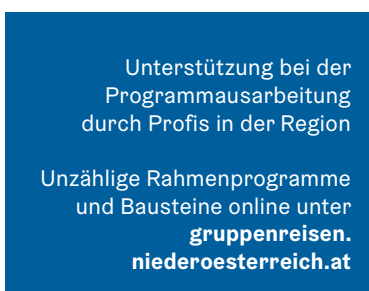 Unterstützung bei der
Programmausarbeitung
durch Profis in der Region
Unzählige Rahmenprogramme
und Bausteine online unter
gruppenreisen.
niederoesterreich.at